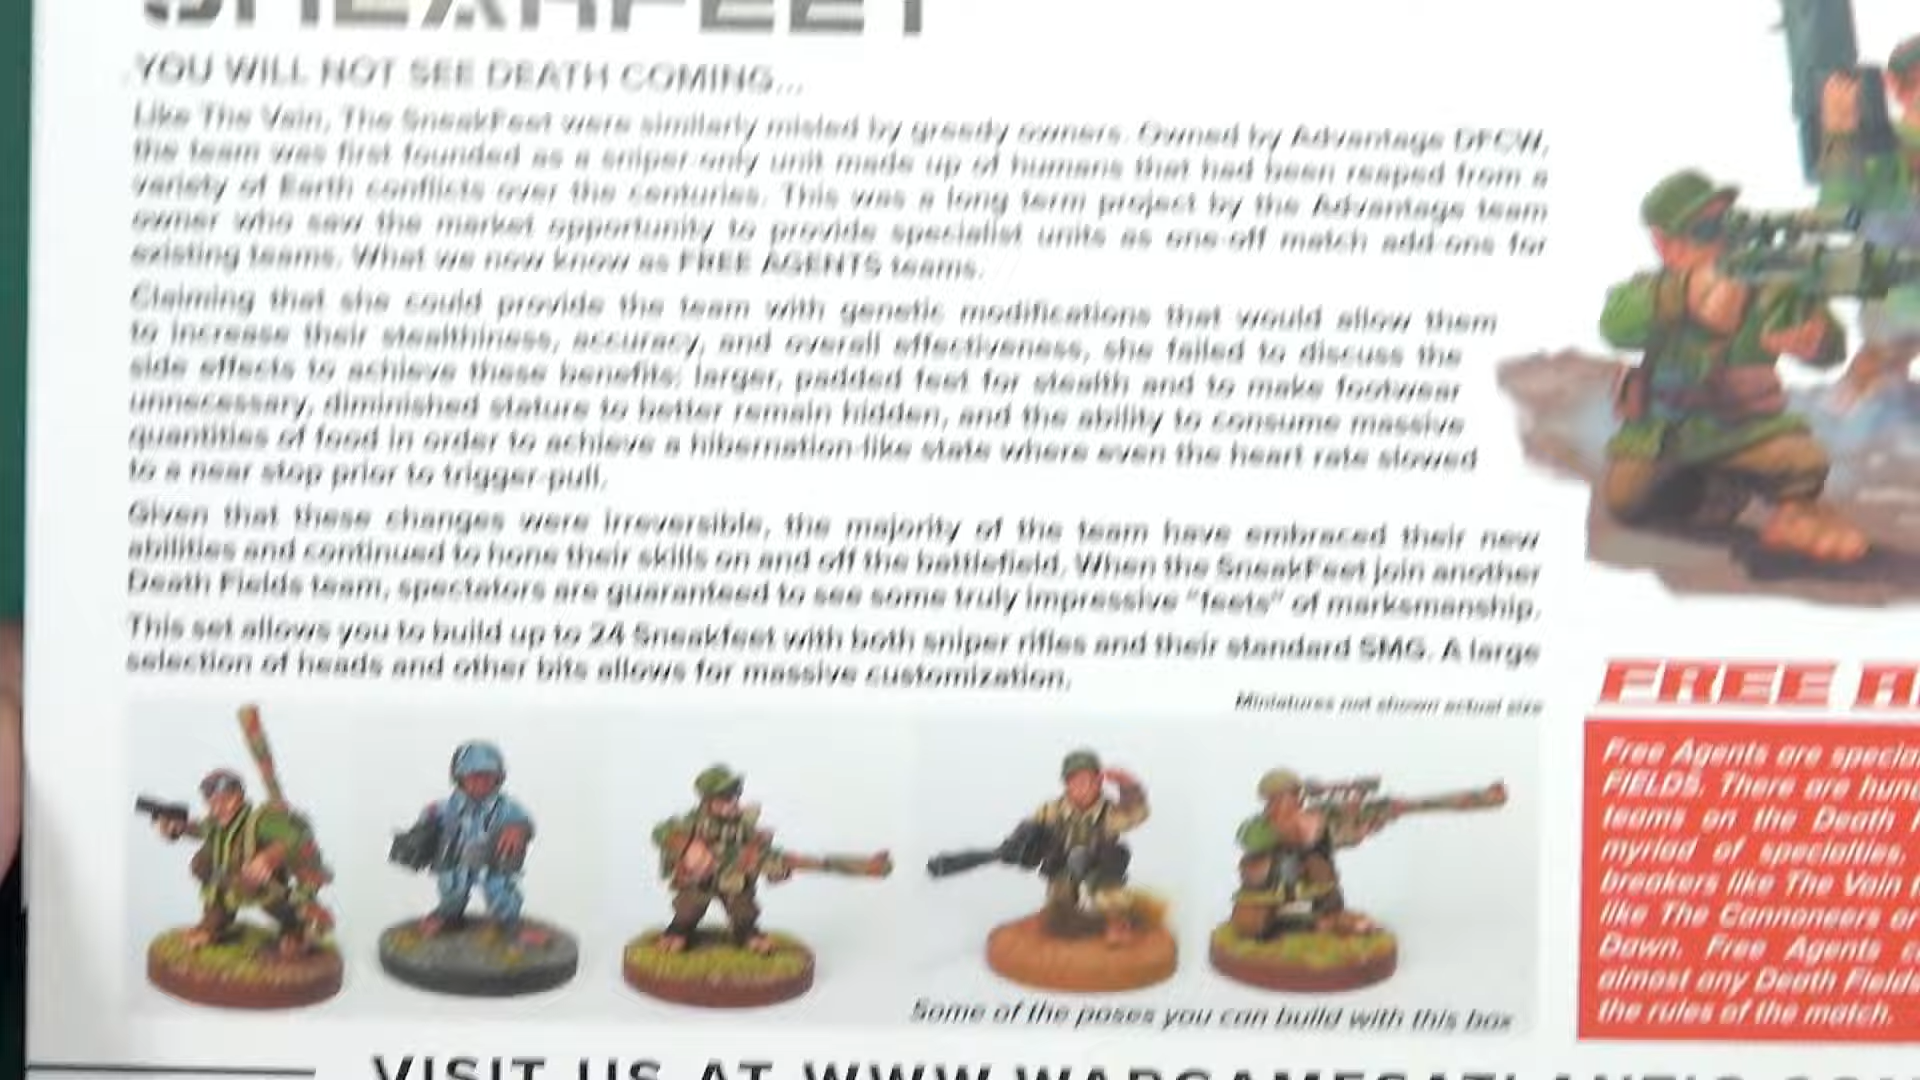 SNEAKFEET
YOU WILL NOT SEE DEATH COMING...
Like The Vain, The SneakFeet were similarly misled by greedy owners. Owned by Advantage DFCW,
the team was first founded as a sniper-only unit made up of humans that had been reaped from a
variety of Earth conflicts over the centuries. This was a long term project by the Advantage team
owner who saw the market opportunity to provide specialist units as one-off match add-ons for
existing teams. What we now know as FREE AGENTS teams.
Claiming that she could provide the team with genetic modifications that would allow them
to increase their stealthiness, accuracy, and overall effectiveness, she failed to discuss the
side effects to achieve these benefits: larger, padded feet for stealth and to make footwear
unnecessary, diminished stature to better remain hidden, and the ability to consume massive
quantities of food in order to achieve a hibernation-like state where even the heart rate slowed
to a near stop prior to trigger-pull.
Given that these changes were irreversible, the majority of the team have embraced their new
abilities and continued to hone their skills on and off the battlefield. When the SneakFeet join another
Death Fields team, spectators are guaranteed to see some truly impressive "feets" of marksmanship.
This set allows you to build up to 24 Sneakfeet with both sniper rifles and their standard SMG. A large
selection of heads and other bits allows for massive customization.
Miniatures not shown actual size
Some of the poses you can build with this box
FREE
Free Agents are
FIELDS. There are
teams on the Death
myriad of specialties.
breakers like The Vain
like The Cannoneers or
Dawn. Free Agents
almost any Death Fields
the rules of the match.
VISIT US AT WWW.WARGAMESATLANTIC